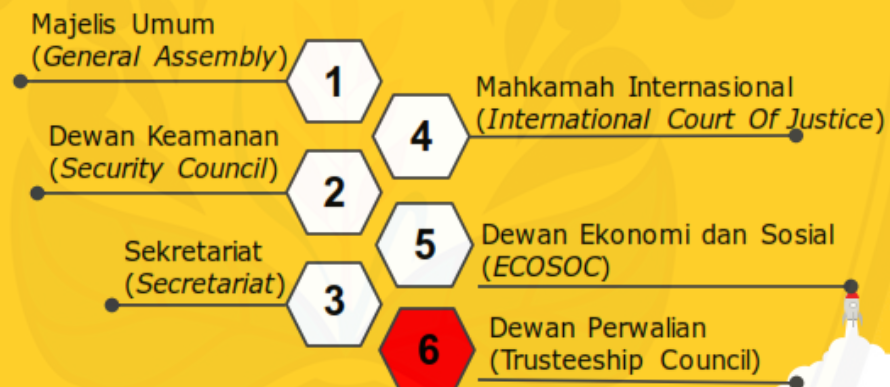 Majelis Umum
(General Assembly)
1
Dewan Keamanan
(Security Council)
2
Sekretariat
(Secretariat)
3
Mahkamah Internasional
(International Court Of Justice)
4
Dewan Ekonomi dan Sosial
(ECOSOC)
5
Dewan Perwalian
(Trusteeship Council)
6